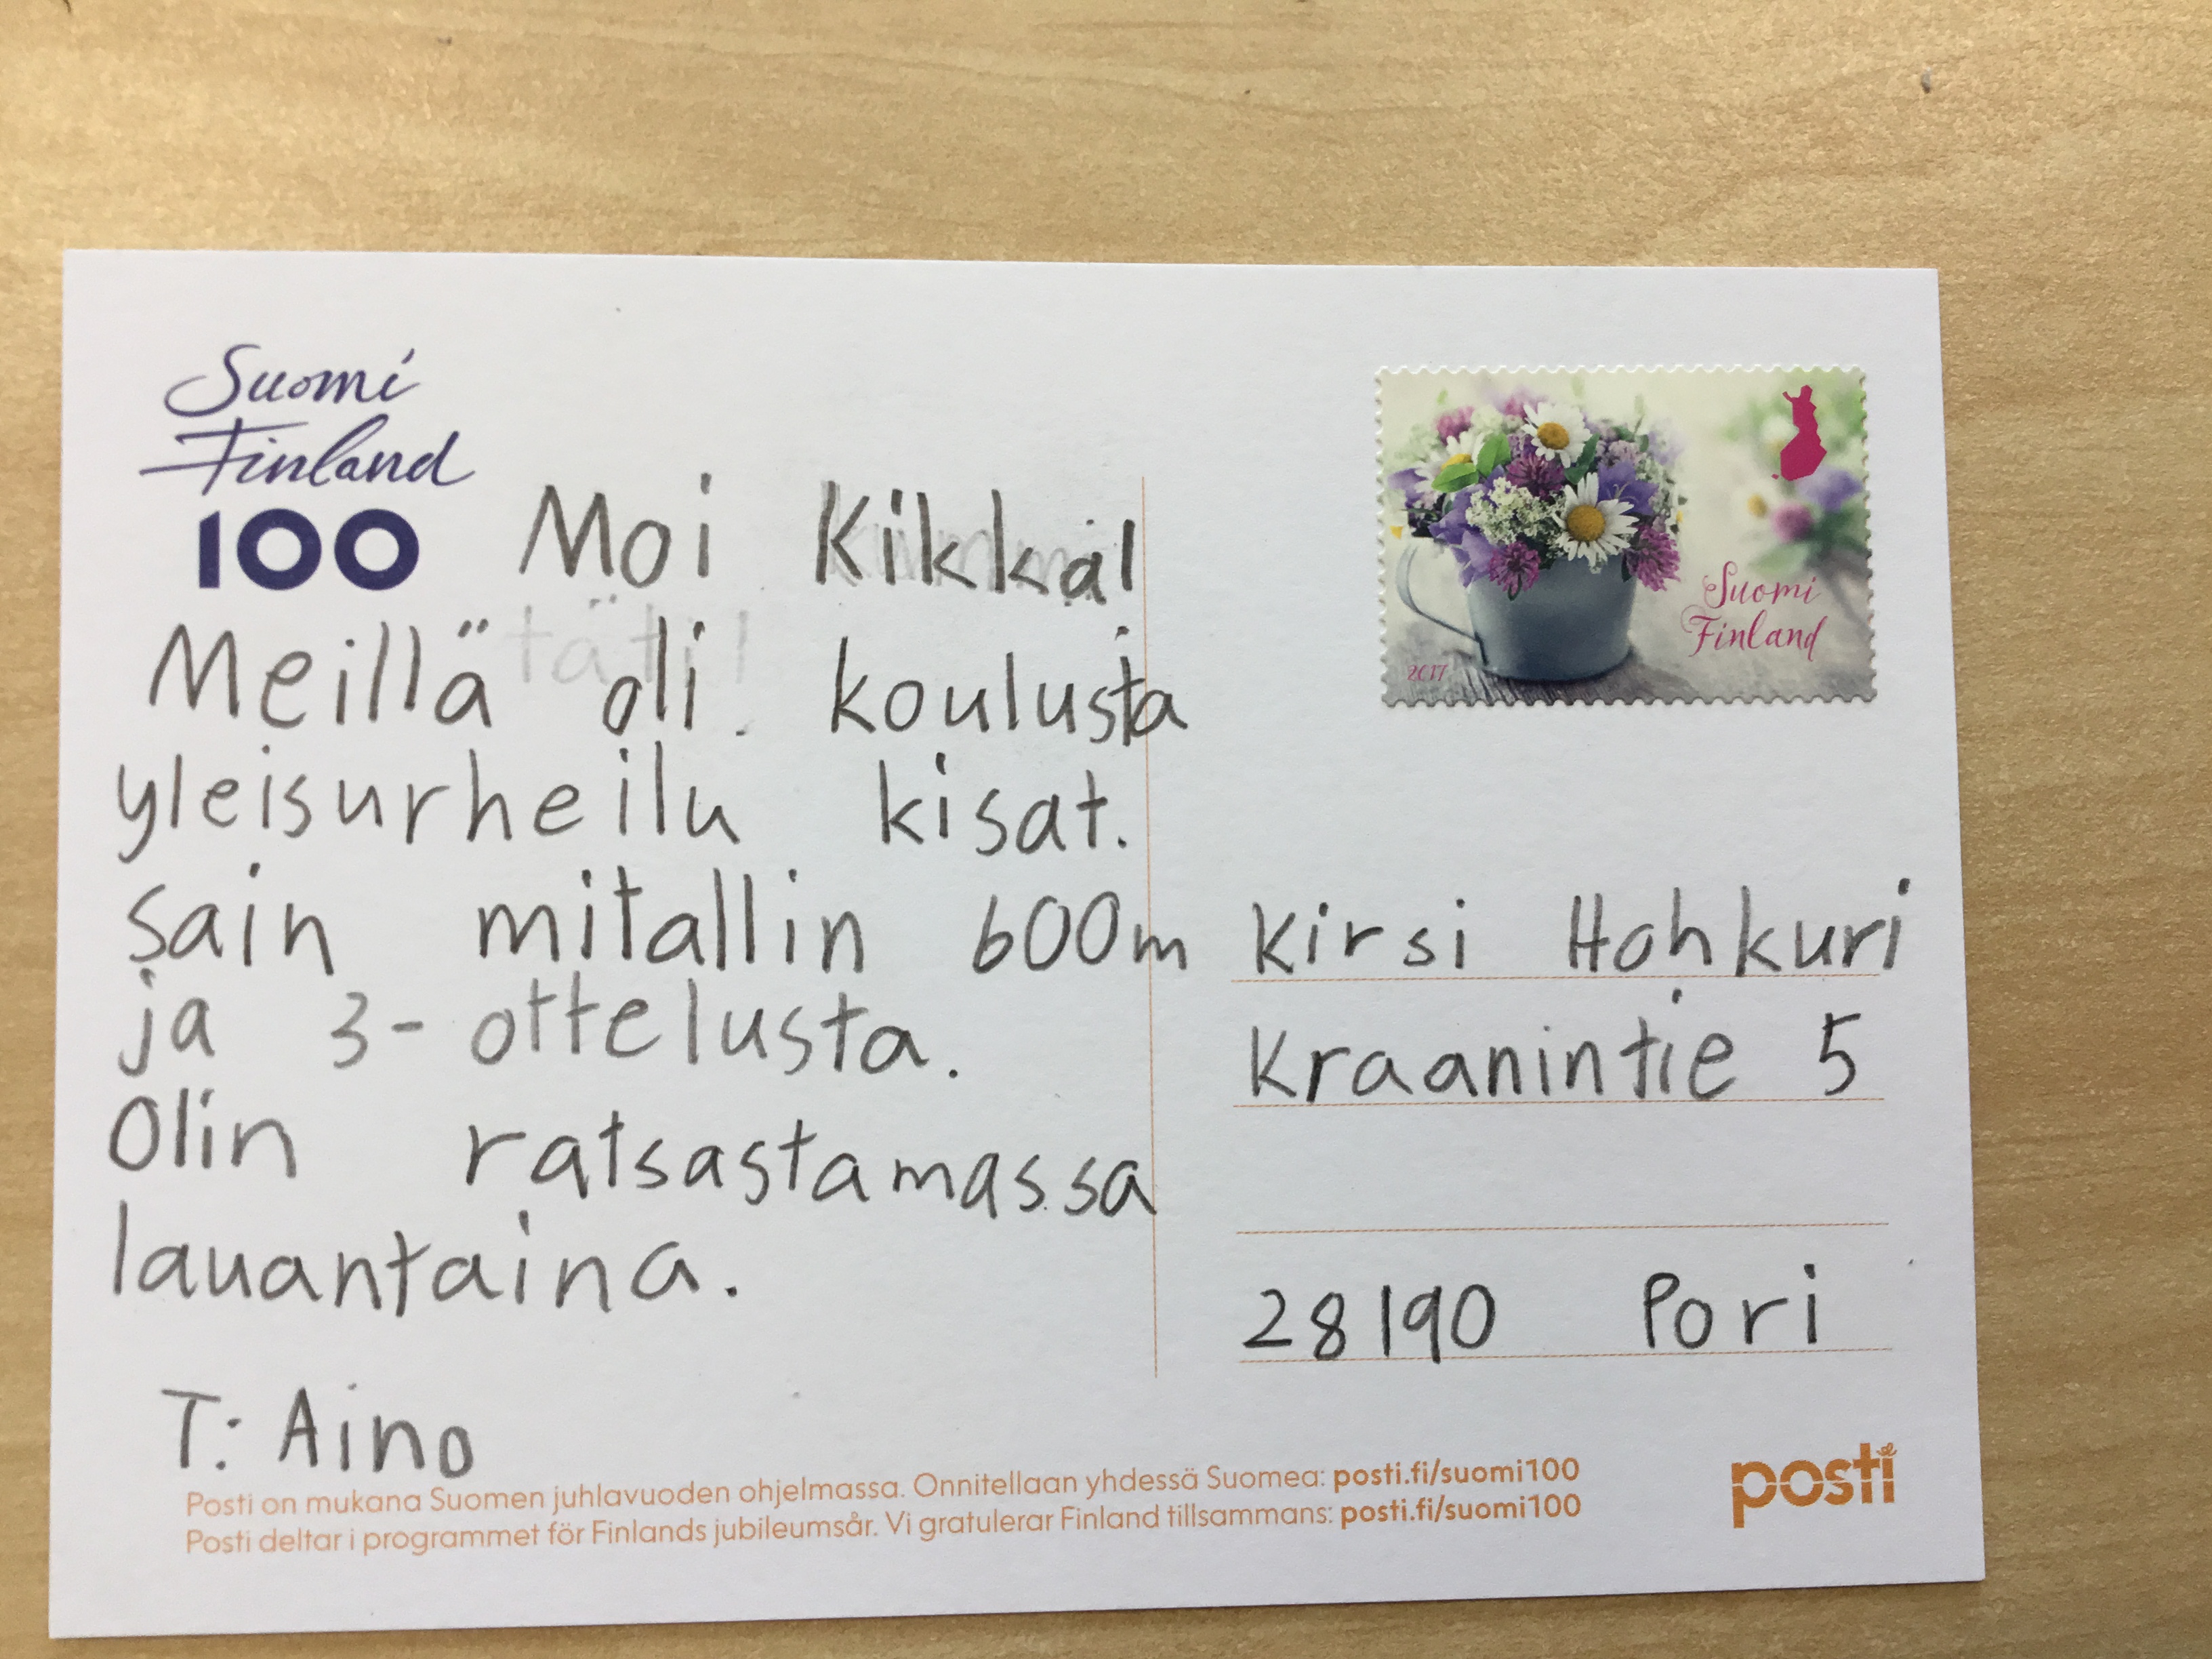 Suomi
Finland
100
Moi Kikka!
Meillä oli koulusta
yleisurheilu kisat.
Sain mitallin 600m
ja 3-ottelusta.
Olin ratsastamassa
lauantaina.
T: Aino
Suomi
Finland
2017
Kirsi Hohkuri
Kraanintie 5
28190 Pori
Posti on mukana Suomen juhlavuoden ohjelmassa. Onnitellaan yhdessä Suomea: posti.fi/suomi100
Posti deltar i programmet för Finlands jubileumsår. Vi gratulerar Finland tillsammans: posti.fi/suomi100
posti